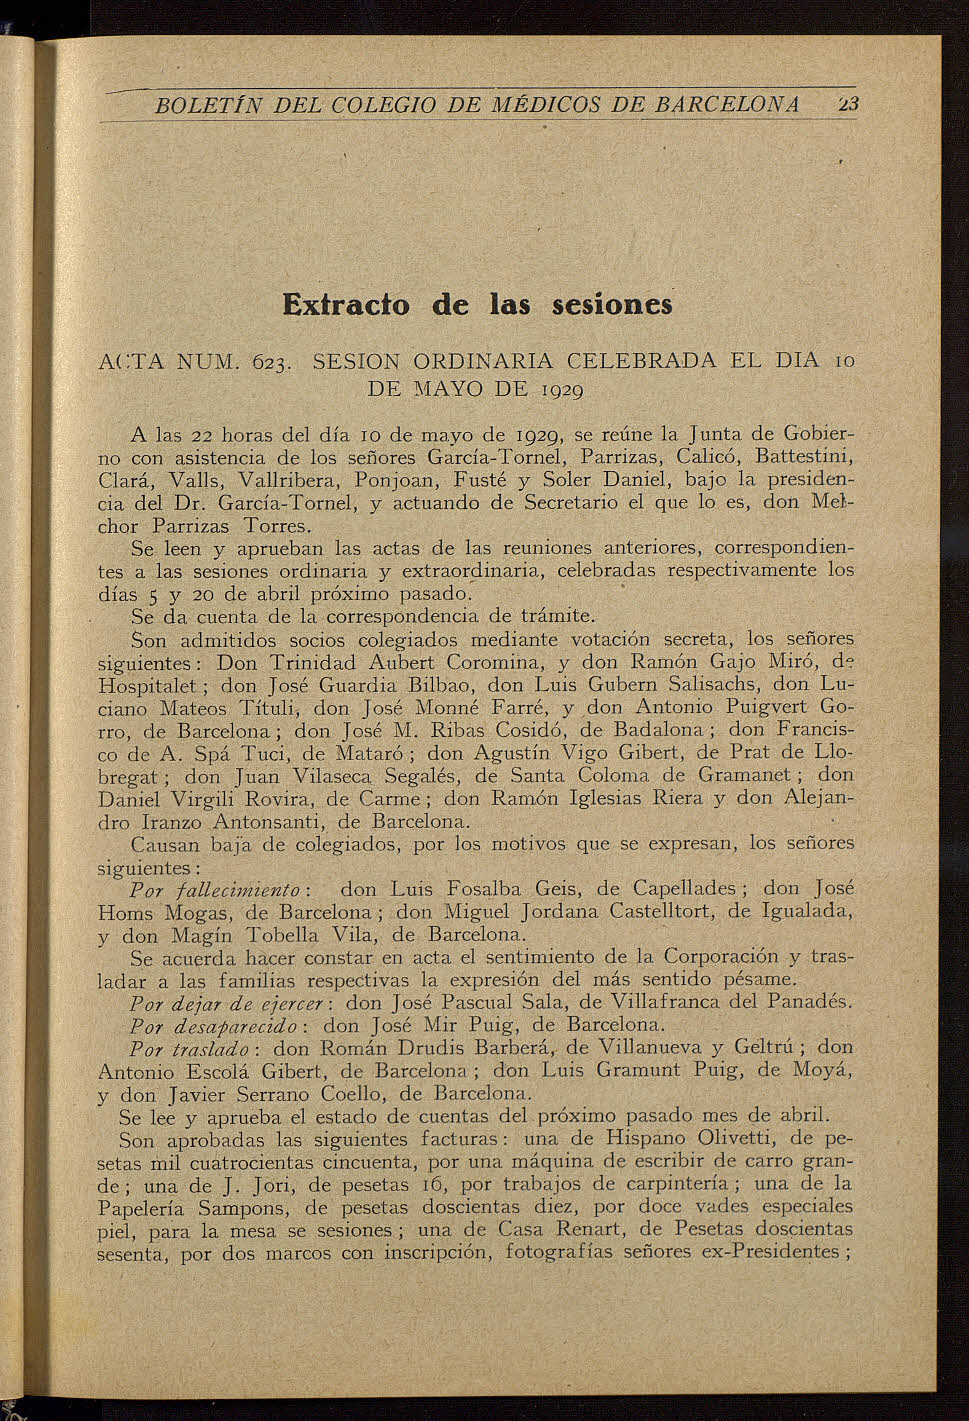 BOLETÍN DEL COLEGIO DE MÉDICOS DE BARCELONA 23
Extracto de las sesiones
ACTA NUM. 623. SESION ORDINARIA CELEBRADA EL DIA 10
DE MAYO DE 1929
A las 22 horas del día 10 de mayo de 1929, se reúne la Junta de Gobier-
no con asistencia de los señores García-Tornel, Parrizas, Calicó, Battestini,
Clará, Valls, Vallribera, Ponjoan, Fusté y Soler Daniel, bajo la presiden-
cia del Dr. García-Tornel, y actuando de Secretario el que lo es, don Mel-
chor Parrizas Torres.
Se leen y aprueban las actas de las reuniones anteriores, correspondien-
tes a las sesiones ordinaria y extraordinaria, celebradas respectivamente los
días 5 y 20 de abril próximo pasado.
Se da cuenta de la correspondencia de trámite.
Son admitidos socios colegiados mediante votación secreta, los señores
siguientes: Don Trinidad Aubert Coromina, y don Ramón Gajo Miró, de
Hospitalet; don José Guardia Bilbao, don Luis Gubern Salisachs, don Lu-
ciano Mateos Títuli, don José Monné Farré, y don Antonio Puigvert Go-
rro, de Barcelona; don José M. Ribas Cosidó, de Badalona; don Francis-
co de A. Spá Tuci, de Mataró; don Agustín Vigo Gibert, de Prat de Llo-
bregat; don Juan Vilaseca Segalés, de Santa Coloma de Gramanet; don
Daniel Virgili Rovira, de Carme; don Ramón Iglesias Riera y don Alejan-
dro Iranzo Antonsanti, de Barcelona.
Causan baja de colegiados, por los motivos que se expresan, los señores
siguientes:
Por fallecimiento: don Luis Fosalba Geis, de Capellades; don José
Homs Mogas, de Barcelona; don Miguel Jordana Castelltort, de Igualada,
y don Magín Tobella Vila, de Barcelona.
Se acuerda hacer constar en acta el sentimiento de la Corporación y tras-
ladar a las familias respectivas la expresión del más sentido pésame.
Por dejar de ejercer: don José Pascual Sala, de Villafranca del Panadés.
Por desaparecido: don José Mir Puig, de Barcelona.
Por traslado: don Román Drudis Barberá, de Villanueva y Geltrú; don
Antonio Escolá Gibert, de Barcelona; don Luis Gramunt Puig, de Moyá,
y don Javier Serrano Coello, de Barcelona.
Se lee y aprueba el estado de cuentas del próximo pasado mes de abril.
Son aprobadas las siguientes facturas: una de Hispano Olivetti, de pe-
setas mil cuatrocientas cincuenta, por una máquina de escribir de carro gran-
de; una de J. Jori, de pesetas 16, por trabajos de carpintería; una de la
Papelería Sampons, de pesetas doscientas diez, por doce vades especiales
piel, para la mesa se sesiones; una de Casa Renart, de Pesetas doscientas
sesenta, por dos marcos con inscripción, fotografías señores ex-Presidentes;